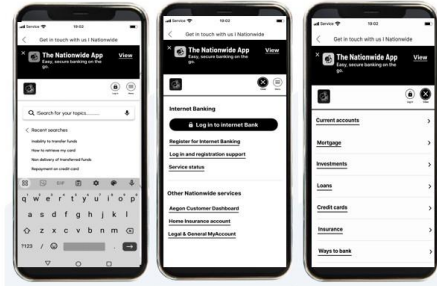 Service 19:02
Get in touch with us I Nationwide
The Nationwide App
Easy, secure banking on the
go.
View
Search for your topics..........
Recent searches
Inability to transfer funds
How to retrieve my card
Non delivery of transferred funds
Repayment on credit card
GIF
q w e r t y u i o p
a s d f g h j k l
z x c v b n m
?123 / .
Service 19:02
Get in touch with us I Nationwide
The Nationwide App
Easy, secure banking on the
go.
View
Internet Banking
Log in to internet Bank
Register for Internet Banking
Log in and registration support
Service status
Other Nationwide services
Aegon Customer Dashboard
Home Insurance account
Legal & General MyAccount
Service 19:02
Get in touch with us I Nationwide
The Nationwide App
Easy, secure banking on the
go.
View
Current accounts
Mortgage
Investments
Loans
Credit cards
Insurance
Ways to bank